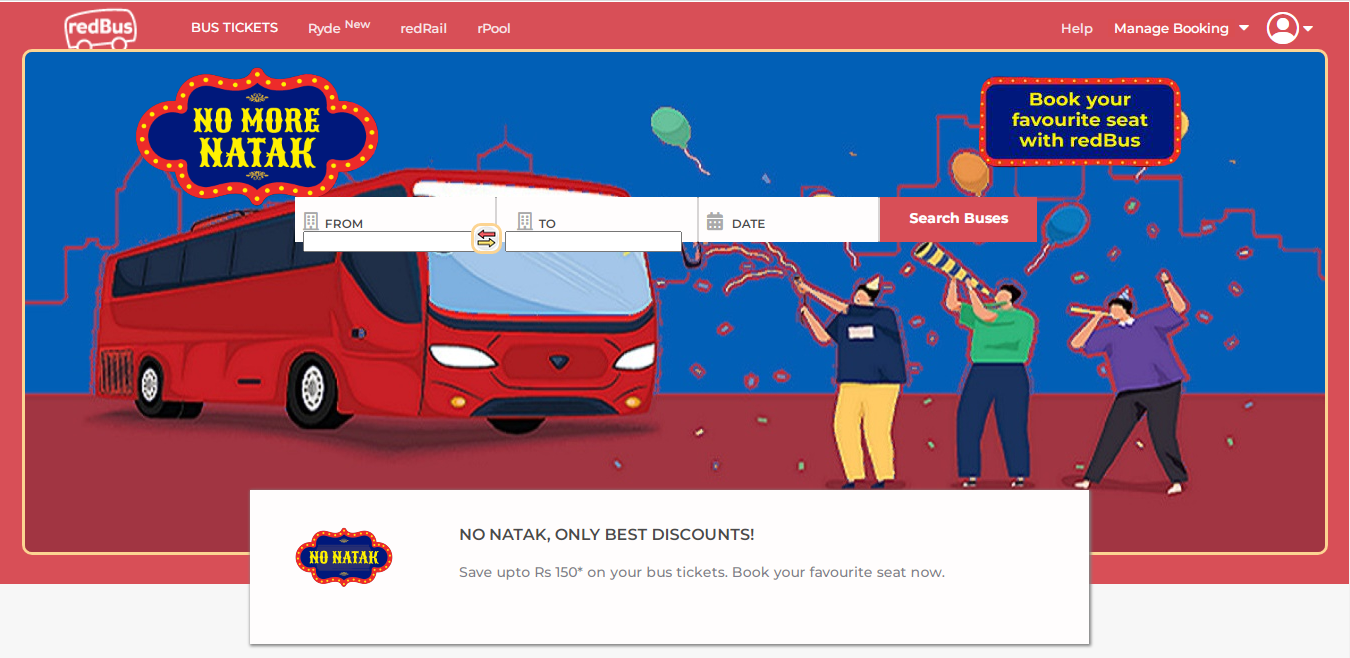 redBus
BUS TICKETS
Ryde New
redRail
rPool
Help
Manage Booking
NO MORE
NATAK
Book your
favourite seat
with redBus
FROM
TO
DATE
Search Buses
NO NATAK
NO NATAK, ONLY BEST DISCOUNTS!
Save upto Rs 150* on your bus tickets. Book your favourite seat now.